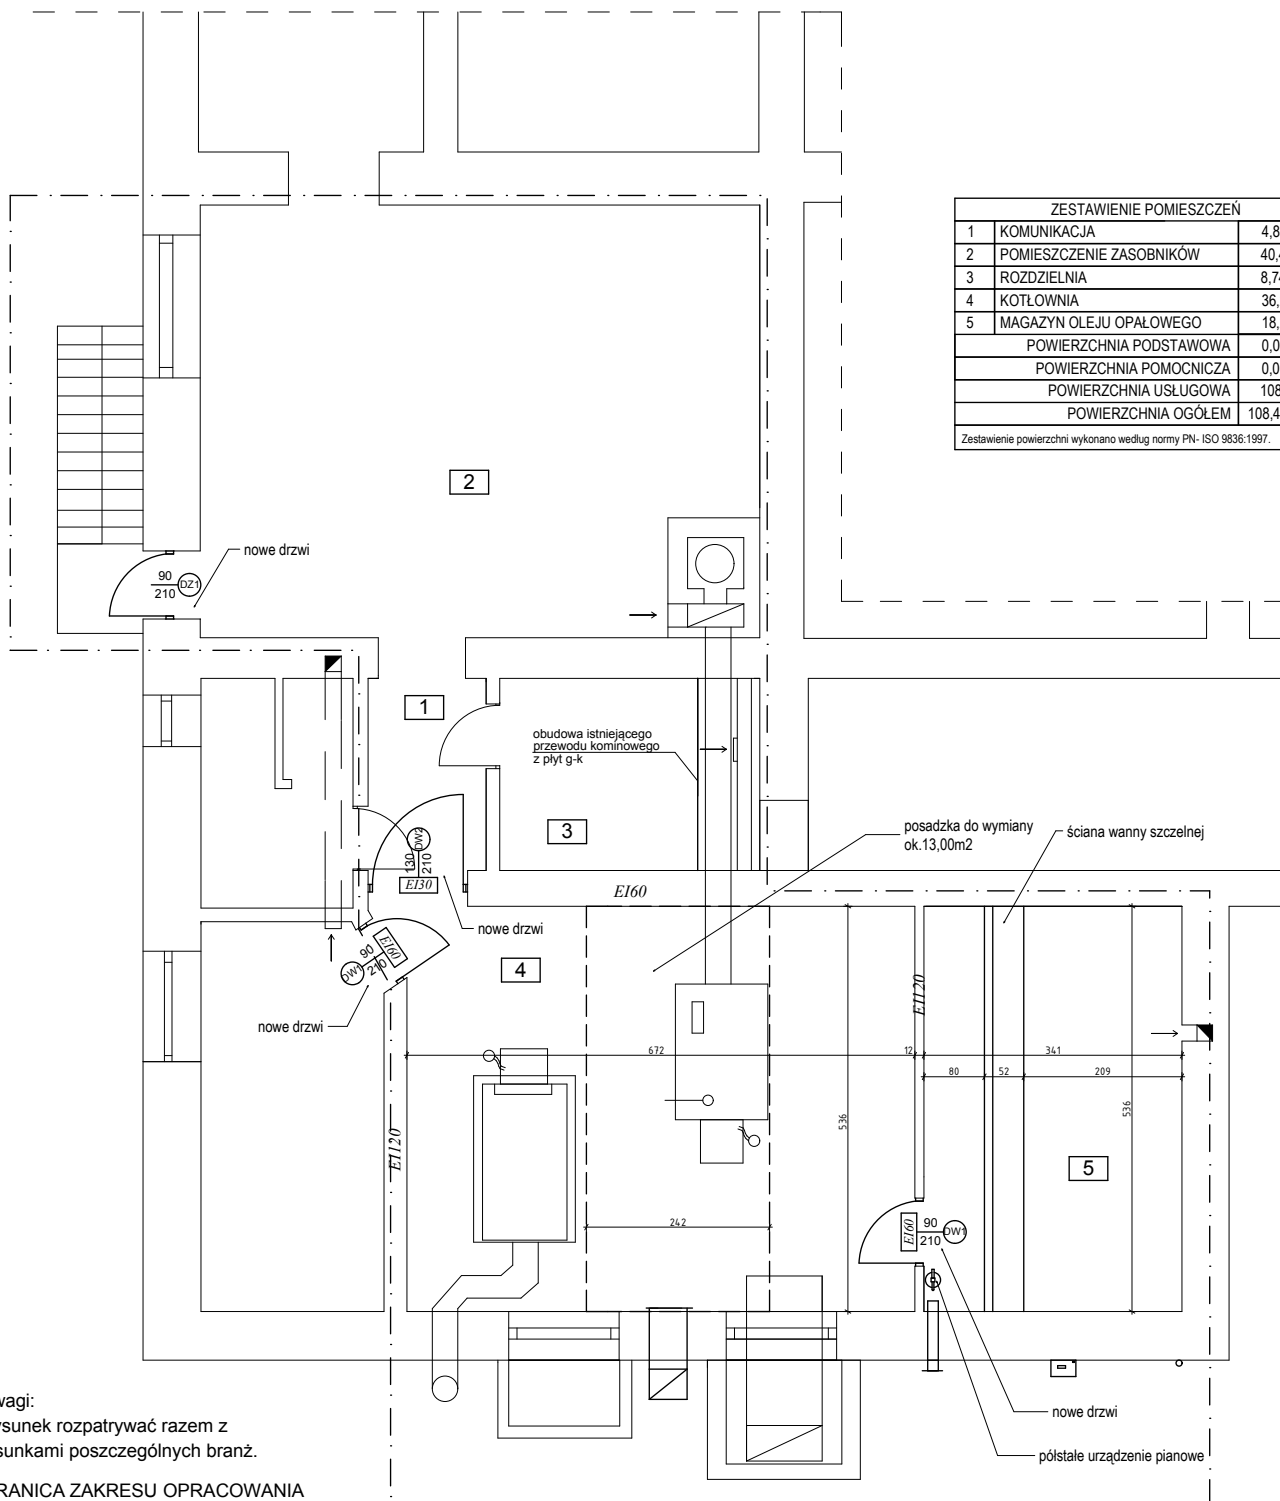 ZESTAWIENIE POMIESZCZEŃ
1 KOMUNIKACJA 4,8
2 POMIESZCZENIE ZASOBNIKÓW 40,
3 ROZDZIELNIA 8,7
4 KOTŁOWNIA 36,
5 MAGAZYN OLEJU OPAŁOWEGO 18,
POWIERZCHNIA PODSTAWOWA 0,0
POWIERZCHNIA POMOCNICZA 0,0
POWIERZCHNIA USŁUGOWA 108
POWIERZCHNIA OGÓŁEM 108,4
Zestawienie powierzchni wykonano według normy PN- ISO 9836:1997.
2
nowe drzwi
90
210
DZ1
1
obudowa istniejącego
przewodu kominowego
z płyt g-k
3
posadzka do wymiany
ok.13,00m2
ściana wanny szczelnej
DW2
130
210
EI30
EI60
nowe drzwi
90
210
EI60
DW1
4
nowe drzwi
EI120
672
12
341
80
52
209
536
536
EI120
5
242
EI60
90
210
DW1
nowe drzwi
półstałe urządzenie pianowe
wagi:
ysunek rozpatrywać razem z
sunkami poszczególnych branż.
RANICA ZAKRESU OPRACOWANIA